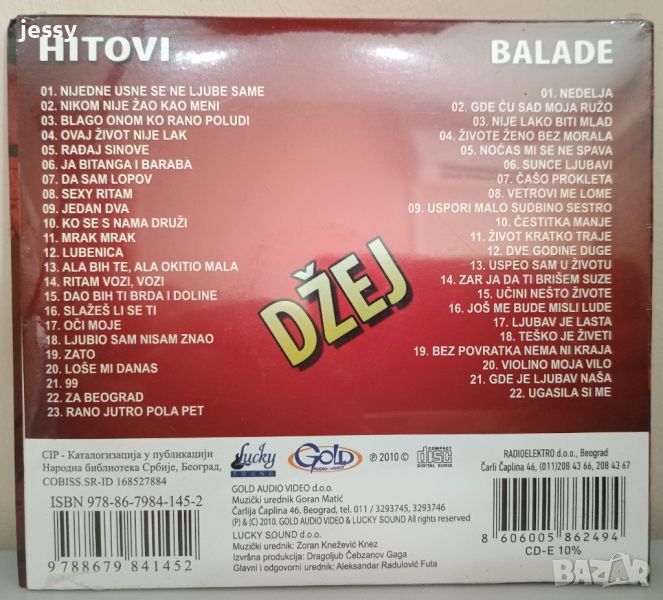 jessy
HITOVI
01. NIJEDNE USNE SE NE LJUBE SAME
02. NIKOM NIJE ŽAO KAO MENI
03. BLAGO ONOM KO RANO POLUDI
04. OVAJ ŽIVOT NIJE LAK
05. RAĐAJ SINOVE
06. JA BITANGA I BARABA
07. DA SAM LOPOV
08. SEXY RITAM
09. JEDAN DVA
10. KO SE S NAMA DRUŽI
11. MRAK MRAK
12. LUBENICA
13. ALA BIH TE, ALA OKITIO MALA
14. RITAM VOZI, VOZI
15. DAO BIH TI BRDA I DOLINE
16. SLAŽEŠ LI SE TI
17. OČI MOJE
18. LJUBIO SAM NISAM ZNAO
19. ZATO
20. LOŠE MI DANAS
21. 99
22. ZA BEOGRAD
23. RANO JUTRO POLA PET
BALADE
01. NEDELJA
02. GDE ĆU SAD MOJA RUŽO
03. NIJE LAKO BITI MLAD
04. ŽIVOTE ŽENO BEZ MORALA
05. NOĆAS MI SE NE SPAVA
06. SUNCE LJUBAVI
07. ČAŠO PROKLETA
08. VETROVI ME LOME
09. USPORI MALO SUDBINO SESTRO
10. ČESTITKA MANJE
11. ŽIVOT KRATKO TRAJE
12. DVE GODINE DUGE
13. USPEO SAM U ŽIVOTU
14. ZAR JA DA TI BRIŠEM SUZE
15. UČINI NEŠTO ŽIVOTE
16. JOŠ ME BUDE MISLI LUDE
17. LJUBAV JE LASTA
18. TEŠKO JE ŽIVETI
19. BEZ POVRATKA NEMA NI KRAJA
20. VIOLINO MOJA VILO
21. GDE JE LJUBAV NAŠA
22. UGASILA SI ME
DŽEJ
CIP - Каталогизација у публикацији
Народна библиотека Србије, Београд,
COBISS.SR-ID 168527884
ISBN 978-86-7984-145-2
9 788679 841452
Lucky
SOUND
GOLD
AUDIO-VIDEO
℗ 2010 ©
COMPACT
disc
DIGITAL AUDIO
GOLD AUDIO VIDEO d.o.o.
Muzički urednik Goran Matić
Čarlija Čaplina 46, Beograd, tel. 011 / 3293745, 3293746
(P) & (C) 2010. GOLD AUDIO VIDEO & LUCKY SOUND All rights reserved
LUCKY SOUND d.o.o.
Muzički urednik: Zoran Knežević Knez
Izvršna produkcija: Dragoljub Čebzanov Gaga
Glavni i odgovorni urednik: Aleksandar Radulović Futa
RADIOELEKTRO d.o.o., Beograd
Čarli Čaplina 46, (011)208 43 66, 208 43 67
8 606005 862494
CD-E 10%
BAZAR